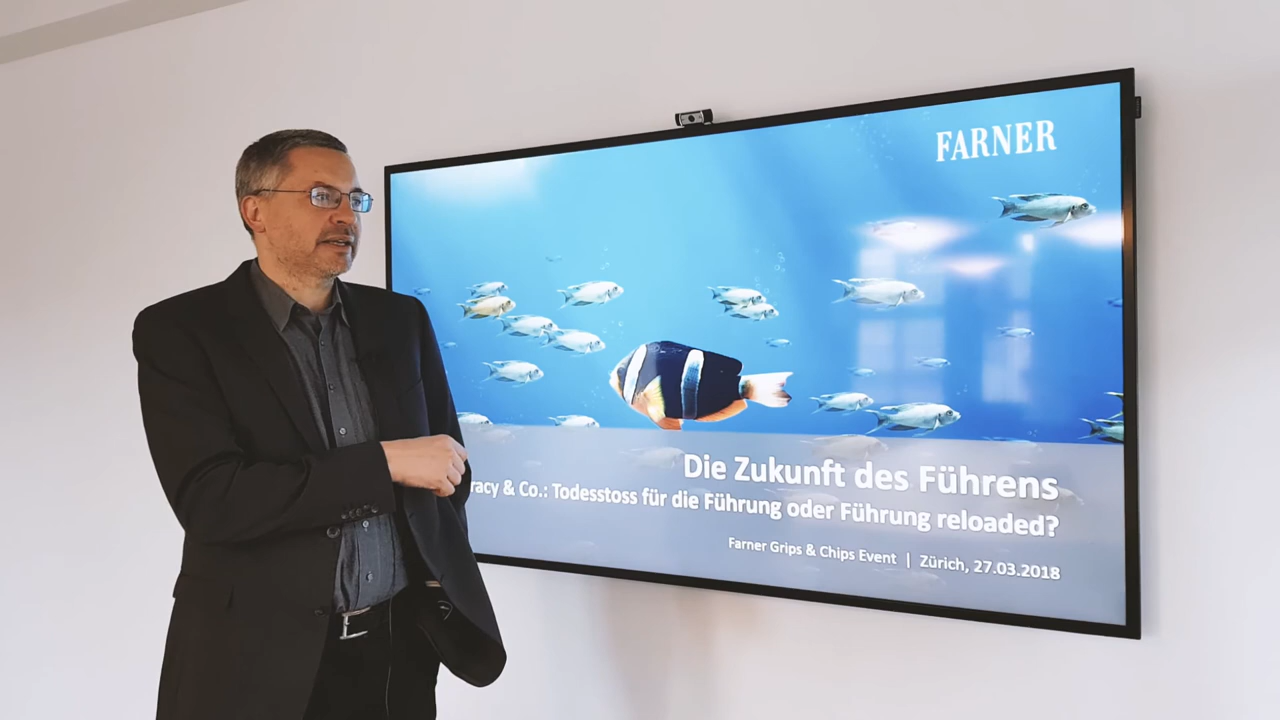 FARNER
Die Zukunft des Führens
racy & Co.: Todesstoss für die Führung oder Führung reloaded?
Farner Grips & Chips Event | Zürich, 27.03.2018